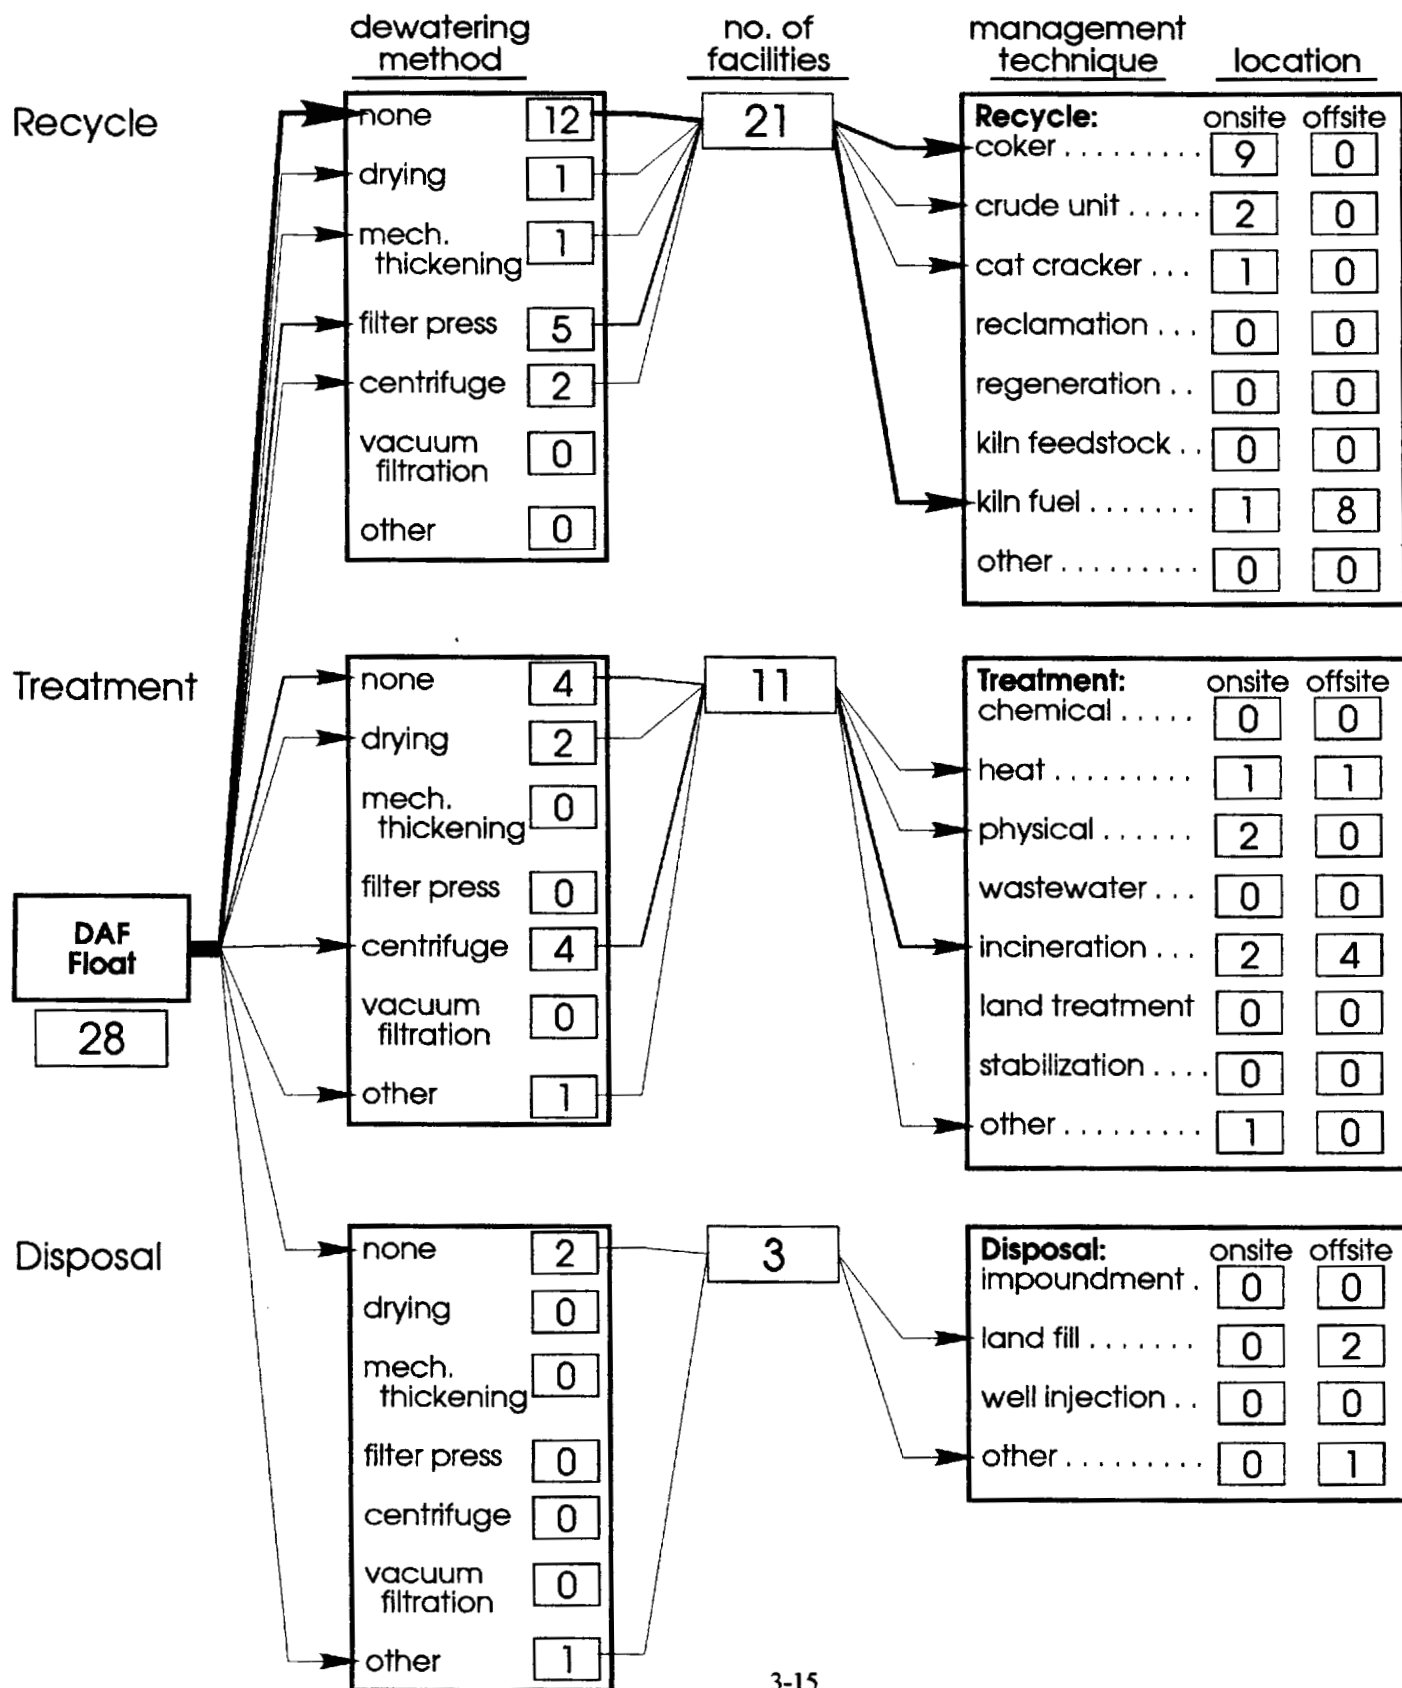 dewatering method
no. of facilities
management technique
location
Recycle
none 12
drying 1
mech. thickening 1
filter press 5
centrifuge 2
vacuum filtration 0
other 0
21
Recycle: onsite offsite
coker ......... 9 0
crude unit ..... 2 0
cat cracker ... 1 0
reclamation ... 0 0
regeneration .. 0 0
kiln feedstock .. 0 0
kiln fuel ....... 1 8
other ......... 0 0
Treatment
none 4
drying 2
mech. thickening 0
filter press 0
centrifuge 4
vacuum filtration 0
other 1
11
Treatment: onsite offsite
chemical ..... 0 0
heat ......... 1 1
physical ...... 2 0
wastewater ... 0 0
incineration ... 2 4
land treatment 0 0
stabilization .... 0 0
other ......... 1 0
DAF
Float
28
Disposal
none 2
drying 0
mech. thickening 0
filter press 0
centrifuge 0
vacuum filtration 0
other 1
3
Disposal: onsite offsite
impoundment . 0 0
land fill ....... 0 2
well injection .. 0 0
other ......... 0 1
3-15